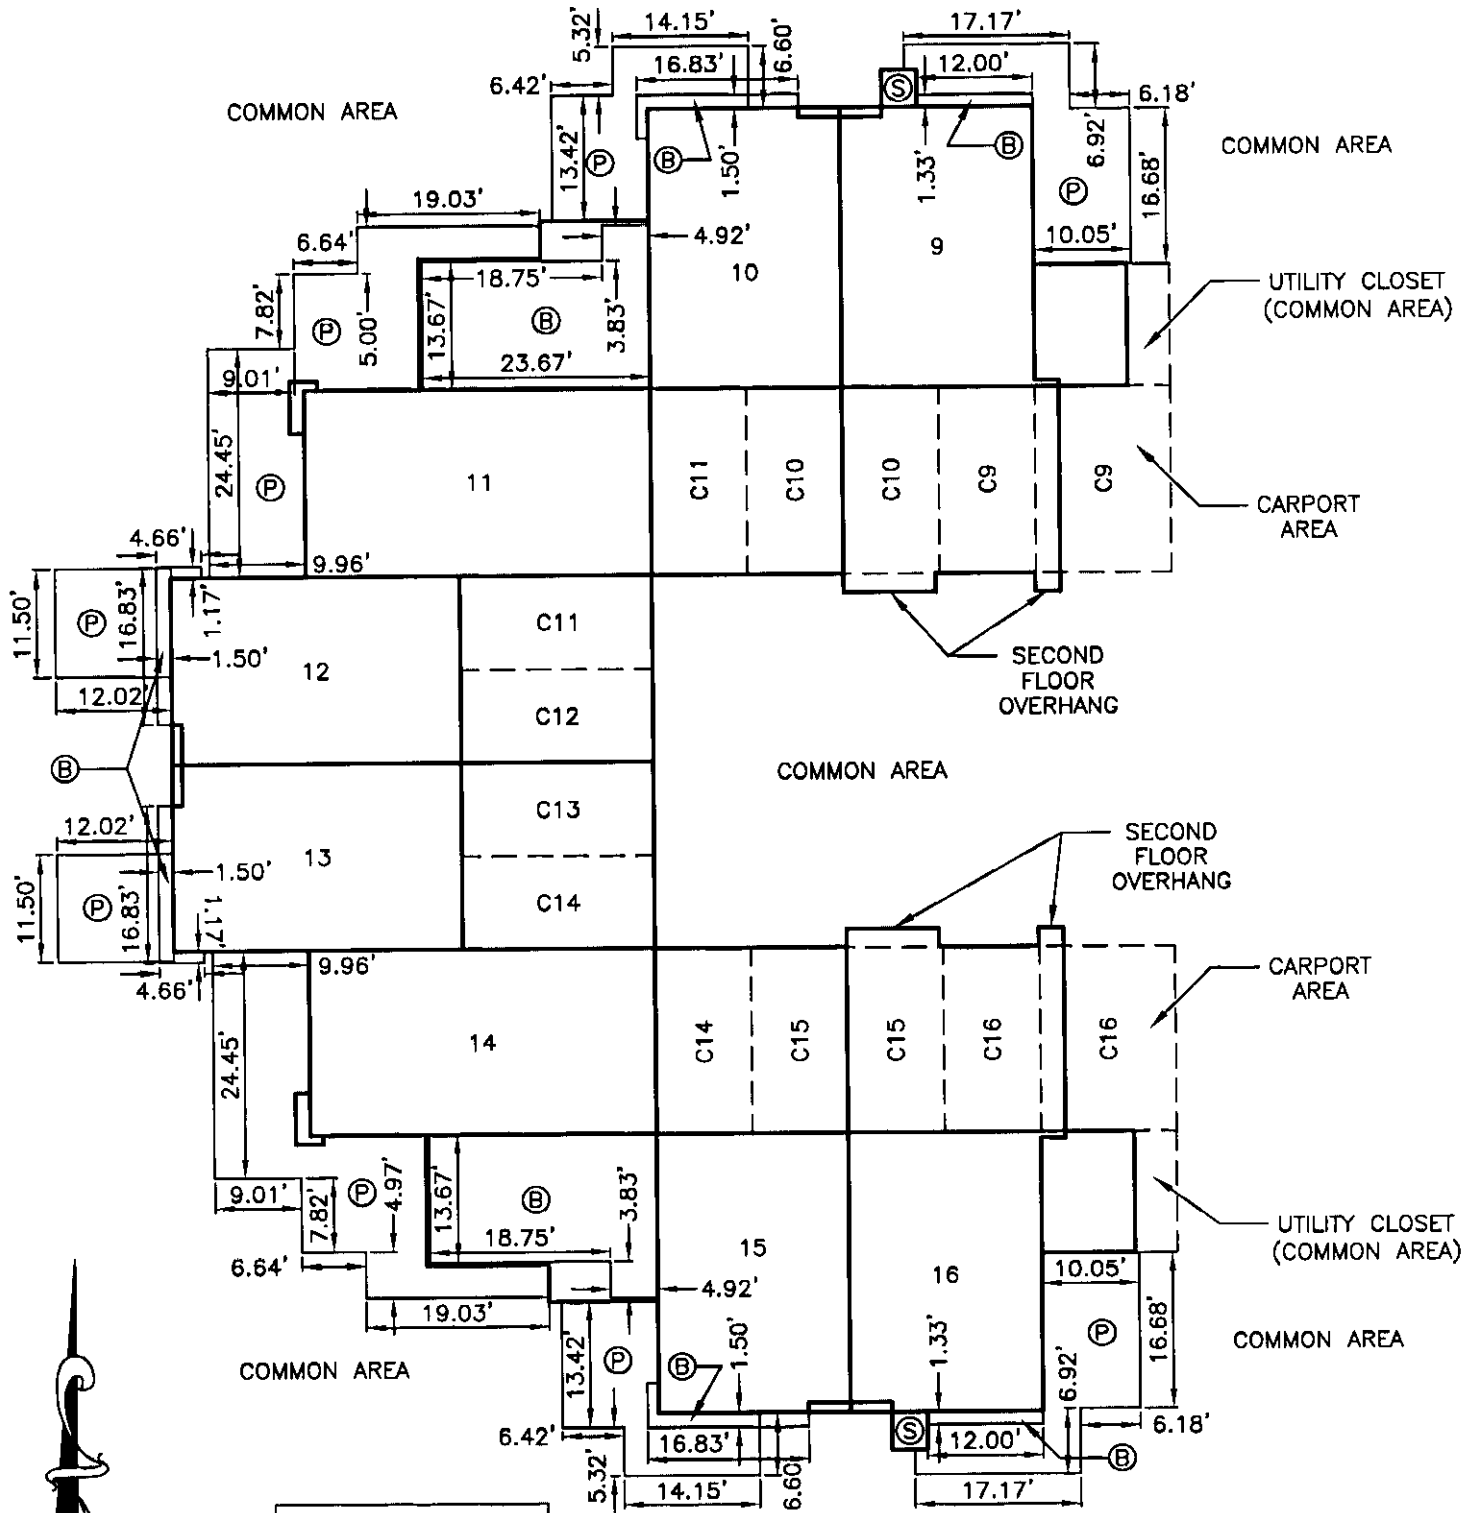 14.15'
17.17'
5.32'
6.60'
16.83'
12.00'
6.42'
6.18'
COMMON AREA
Ⓢ
COMMON AREA
13.42'
Ⓟ
Ⓑ
1.50'
1.33'
Ⓑ
6.92'
Ⓟ
16.68'
19.03'
6.64'
4.92'
10.05'
9
10
18.75'
7.82'
Ⓟ
5.00'
13.67'
Ⓑ
3.83'
UTILITY CLOSET
(COMMON AREA)
23.67'
9.01'
24.45'
Ⓟ
11
C11
C10
C10
C9
C9
CARPORT
AREA
4.66'
9.96'
11.50'
Ⓟ
16.83'
1.17'
1.50'
12
C11
12.02
C12
SECOND
FLOOR
OVERHANG
Ⓑ
COMMON AREA
12.02'
C13
SECOND
FLOOR
OVERHANG
13
1.50'
11.50'
Ⓟ
16.83'
1.17'
C14
4.66'
9.96'
CARPORT
AREA
24.45'
14
C14
C15
C15
C16
C16
9.01'
7.82'
Ⓟ
4.97'
13.67'
Ⓑ
3.83'
18.75'
15
UTILITY CLOSET
(COMMON AREA)
6.64'
4.92'
16
10.05'
19.03'
COMMON AREA
13.42'
Ⓟ
Ⓑ
1.50'
1.33'
6.92'
Ⓟ
16.68'
COMMON AREA
6.42'
16.83'
Ⓢ
12.00'
6.18'
Ⓑ
5.32'
14.15'
6.60'
17.17'